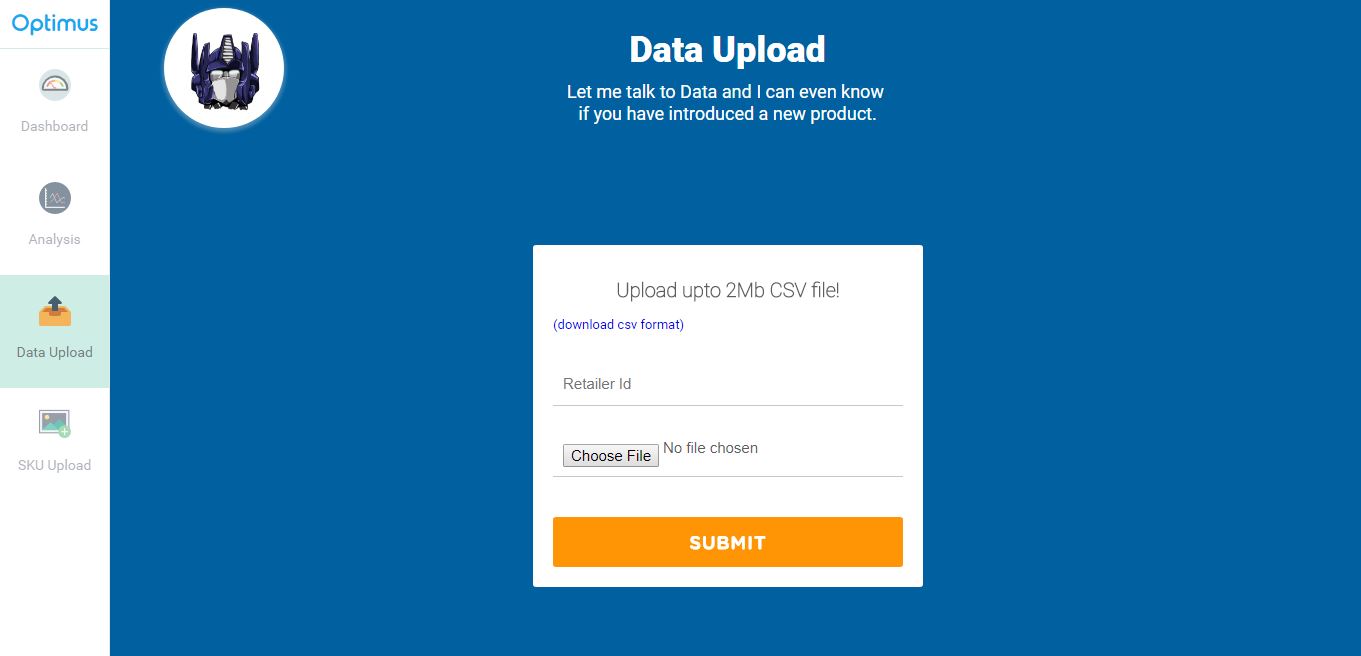 Optimus
Dashboard
Analysis
Data Upload
SKU Upload
Data Upload
Let me talk to Data and I can even know
if you have introduced a new product.
Upload upto 2Mb CSV file!
(download csv format)
Retailer Id
Choose File No file chosen
SUBMIT